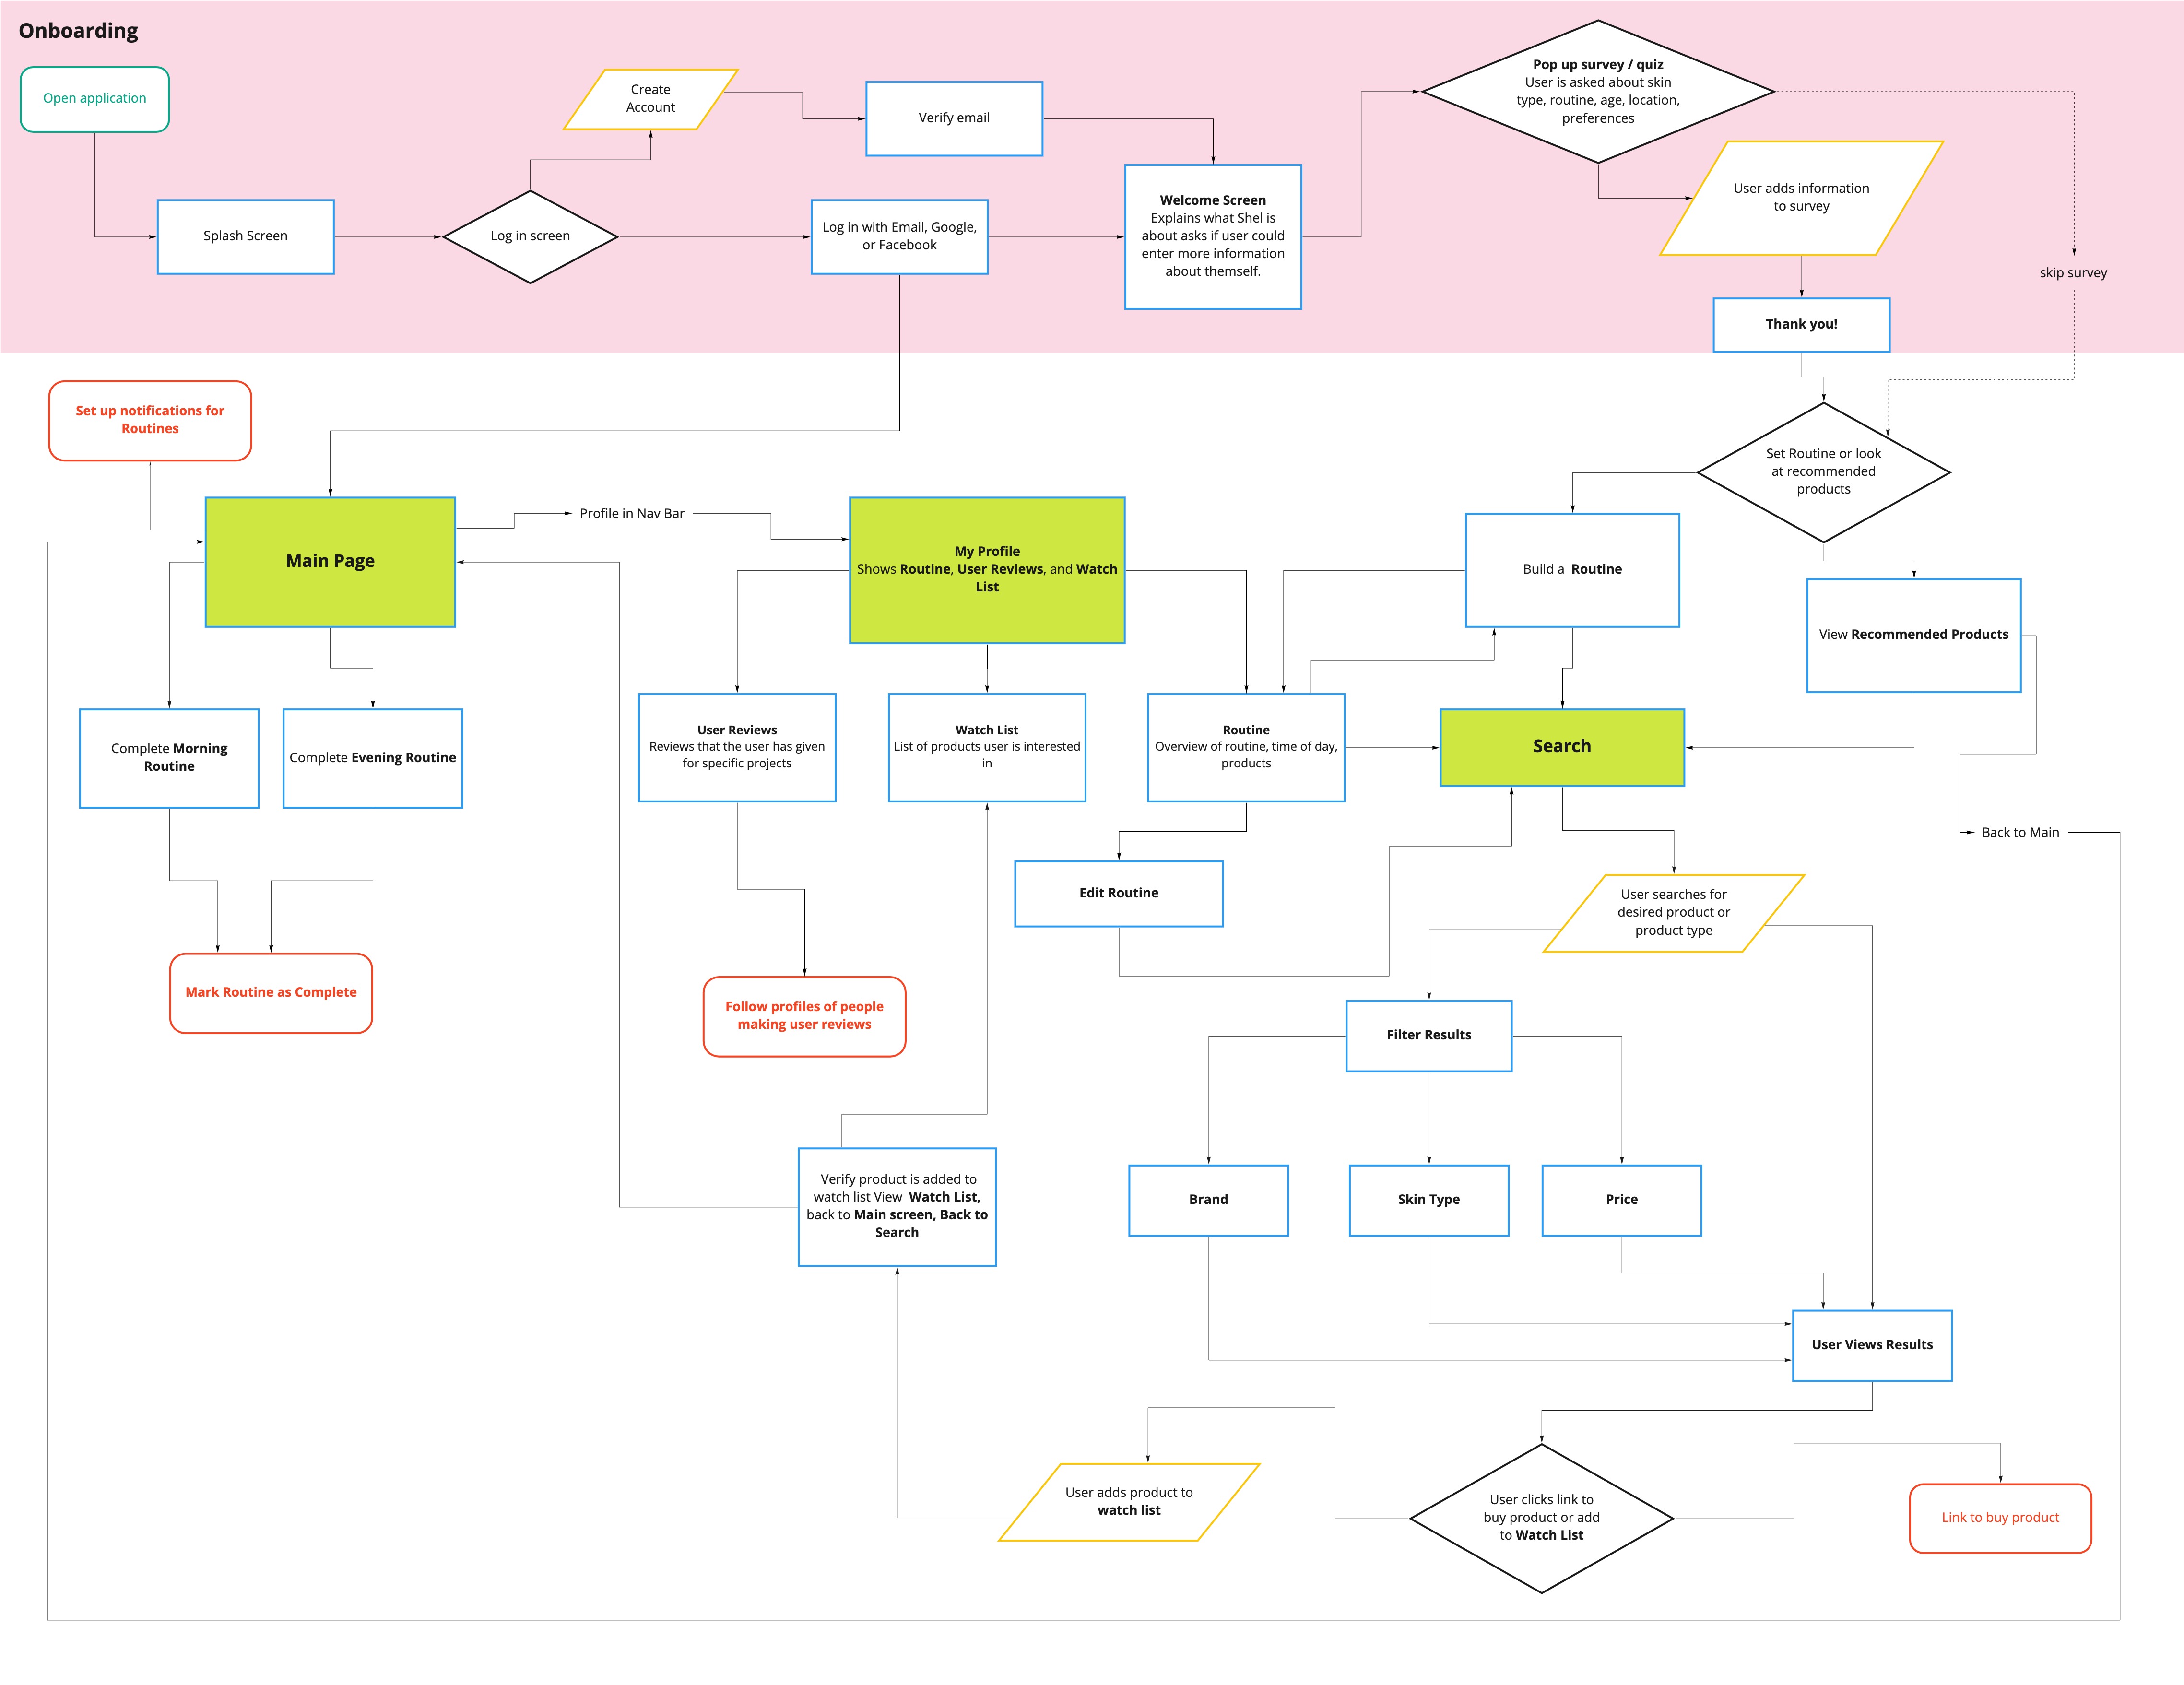 Onboarding
Open application
Create
Account
Verify email
Pop up survey / quiz
User is asked about skin
type, routine, age, location,
preferences
Splash Screen
Log in screen
Log in with Email, Google,
or Facebook
Welcome Screen
Explains what Shel is
about asks if user could
enter more information
about themself.
User adds information
to survey
skip survey
Thank you!
Set up notifications for
Routines
Set Routine or look
at recommended
products
Main Page
Profile in Nav Bar
My Profile
Shows Routine, User Reviews, and Watch
List
Build a Routine
View Recommended Products
Complete Morning
Routine
Complete Evening Routine
User Reviews
Reviews that the user has given
for specific projects
Watch List
List of products user is interested
in
Routine
Overview of routine, time of day,
products
Search
Back to Main
Edit Routine
User searches for
desired product or
product type
Mark Routine as Complete
Follow profiles of people
making user reviews
Filter Results
Verify product is added to
watch list View Watch List,
back to Main screen, Back to
Search
Brand
Skin Type
Price
User Views Results
User adds product to
watch list
User clicks link to
buy product or add
to Watch List
Link to buy product